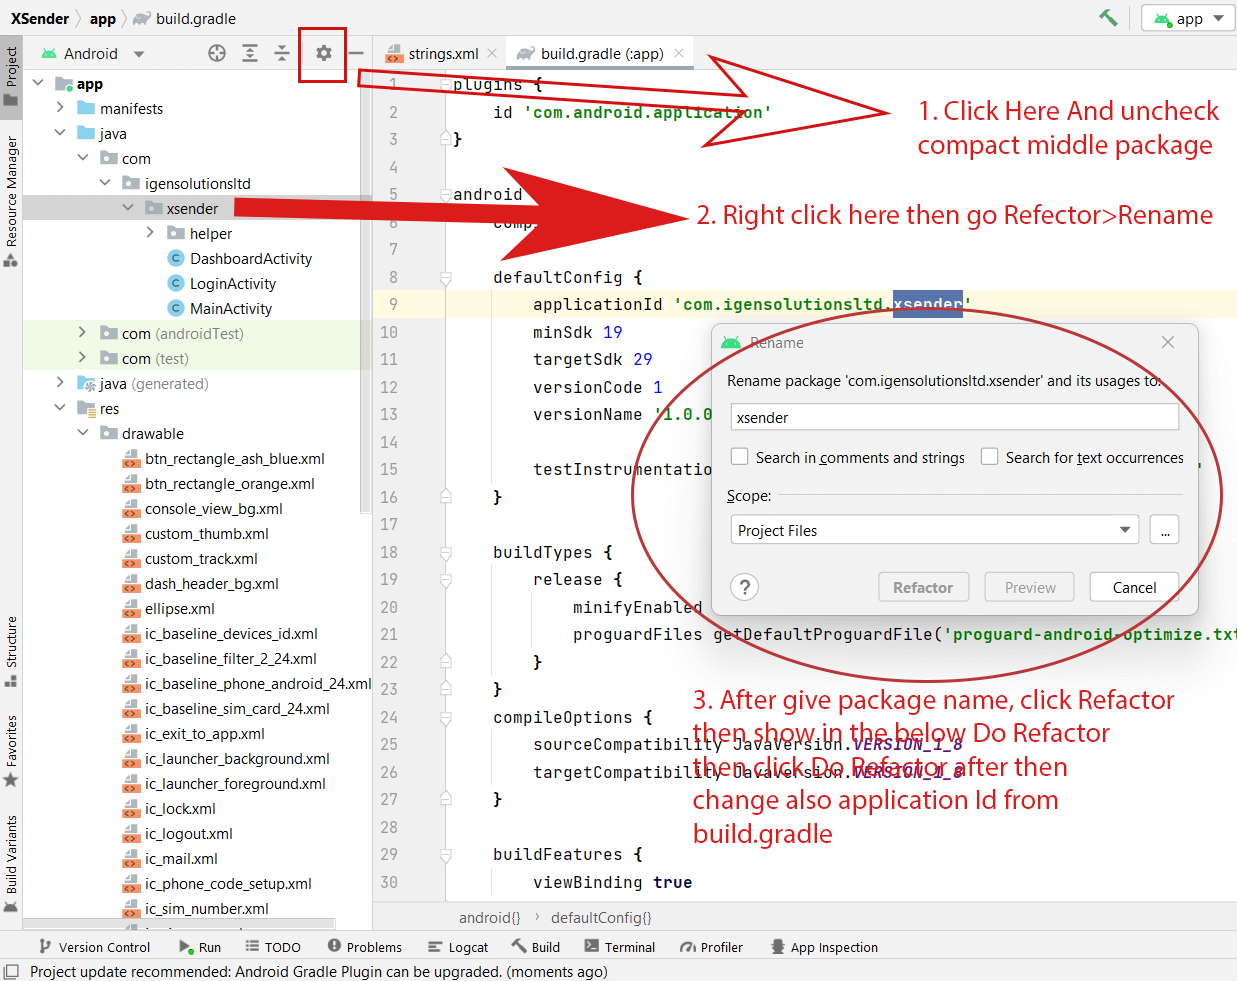 XSender app build.gradle
app
Android
strings.xml
build.gradle (:app)
Project
Resource Manager
Structure
Favorites
Build Variants
app
manifests
java
com
igensolutionsltd
xsender
helper
DashboardActivity
LoginActivity
MainActivity
com (androidTest)
com (test)
java (generated)
res
drawable
btn_rectangle_ash_blue.xml
btn_rectangle_orange.xml
console_view_bg.xml
custom_thumb.xml
custom_track.xml
dash_header_bg.xml
ellipse.xml
ic_baseline_devices_id.xml
ic_baseline_filter_2_24.xml
ic_baseline_phone_android_24.xml
ic_baseline_sim_card_24.xml
ic_exit_to_app.xml
ic_launcher_background.xml
ic_launcher_foreground.xml
ic_lock.xml
ic_logout.xml
ic_mail.xml
ic_phone_code_setup.xml
ic_sim_number.xml
1 plugins {
2 id 'com.android.application'
3 }
4
5 android
6
7
8 defaultConfig {
9 applicationId 'com.igensolutionsltd.xsender'
10 minSdk 19
11 targetSdk 29
12 versionCode 1
13 versionName '1.0.0
14
15 testInstrumentatio
16 }
17
18 buildTypes {
19 release {
20 minifyEnabled
21 proguardFiles getDefaultProguardFile('proguard-android-optimize.txt
22 }
23 }
24 compileOptions {
25 sourceCompatibility JavaVersion.VERSION_1_8
26 targetCompatibility JavaVersion.VERSION_1_8
27 }
28
29 buildFeatures {
30 viewBinding true
1. Click Here And uncheck
compact middle package
2. Right click here then go Refector>Rename
Rename
Rename package 'com.igensolutionsltd.xsender' and its usages to:
xsender
Search in comments and strings Search for text occurrences
Scope:
Project Files
...
? Refactor Preview Cancel
3. After give package name, click Refactor
then show in the below Do Refactor
then click Do Refactor after then
change also application Id from
build.gradle
android{} defaultConfig{}
Version Control Run TODO Problems Logcat Build Terminal Profiler App Inspection
Project update recommended: Android Gradle Plugin can be upgraded. (moments ago)